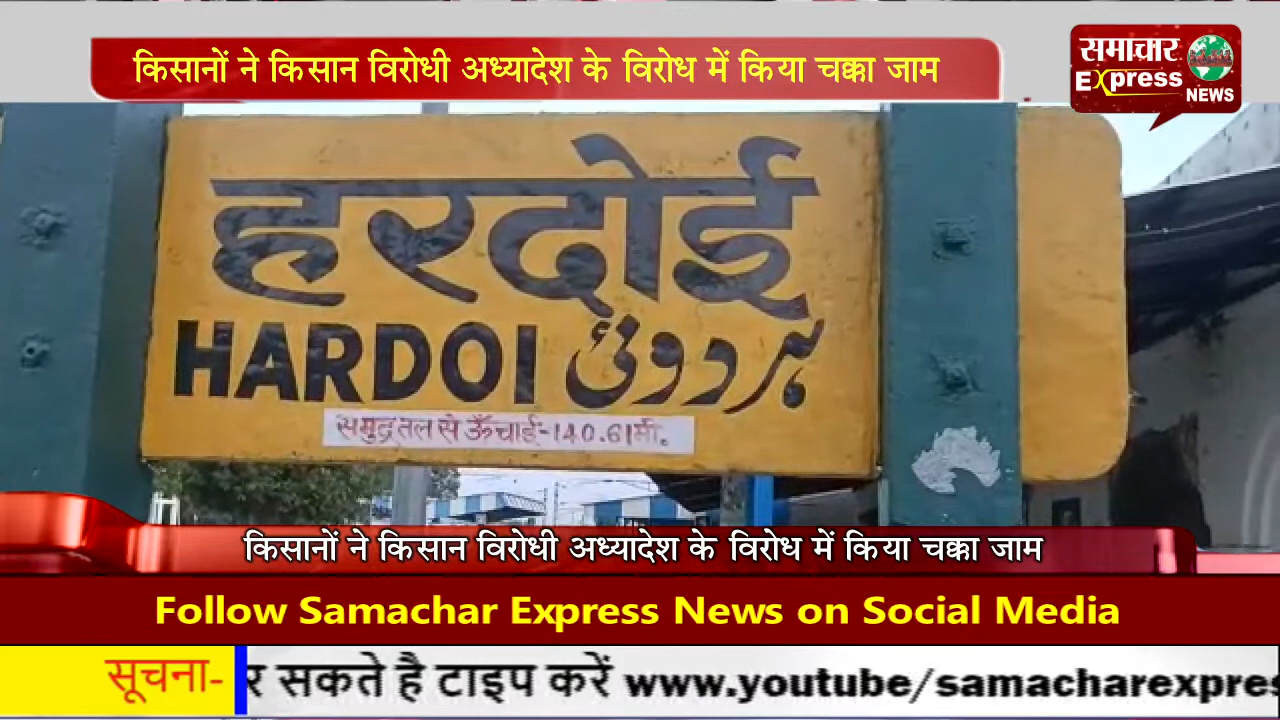 किसानों ने किसान विरोधी अध्यादेश के विरोध में किया चक्का जाम
समाचार
Express
NEWS
हरदोई
HARDOI ہردوئی
समुद्र तल से ऊँचाई-140.61मी.
किसानों ने किसान विरोधी अध्यादेश के विरोध में किया चक्का जाम
Follow Samachar Express News on Social Media
सूचना- र सकते है टाइप करें www.youtube/samacharexpres